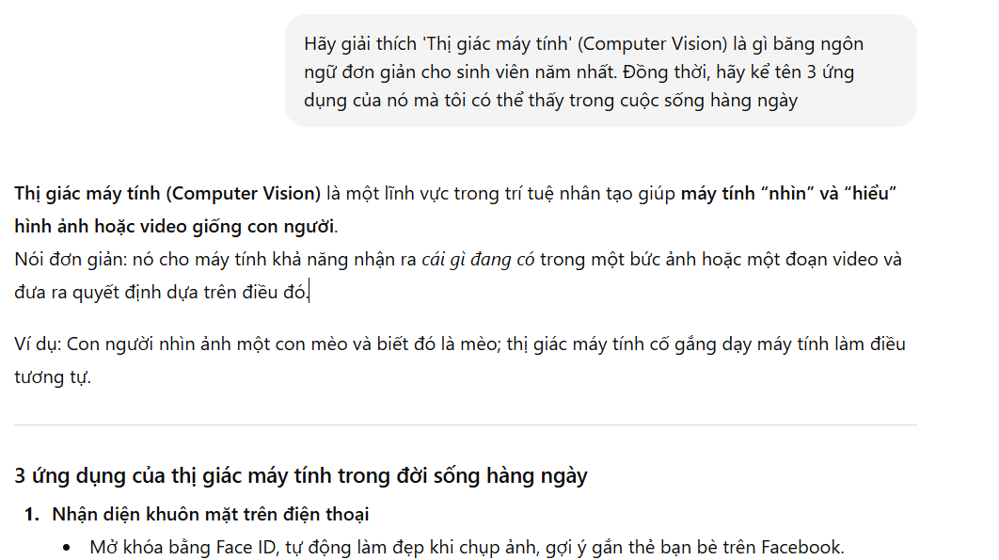 Hãy giải thích 'Thị giác máy tính' (Computer Vision) là gì băng ngôn
ngữ đơn giản cho sinh viên năm nhất. Đồng thời, hãy kể tên 3 ứng
dụng của nó mà tôi có thể thấy trong cuộc sống hàng ngày
Thị giác máy tính (Computer Vision) là một lĩnh vực trong trí tuệ nhân tạo giúp máy tính “nhìn” và “hiểu”
hình ảnh hoặc video giống con người.
Nói đơn giản: nó cho máy tính khả năng nhận ra cái gì đang có trong một bức ảnh hoặc một đoạn video và
đưa ra quyết định dựa trên điều đó.
Ví dụ: Con người nhìn ảnh một con mèo và biết đó là mèo; thị giác máy tính cố gắng dạy máy tính làm điều
tương tự.
3 ứng dụng của thị giác máy tính trong đời sống hàng ngày
1. Nhận diện khuôn mặt trên điện thoại
• Mở khóa bằng Face ID, tự động làm đẹp khi chụp ảnh, gợi ý gắn thẻ bạn bè trên Facebook.